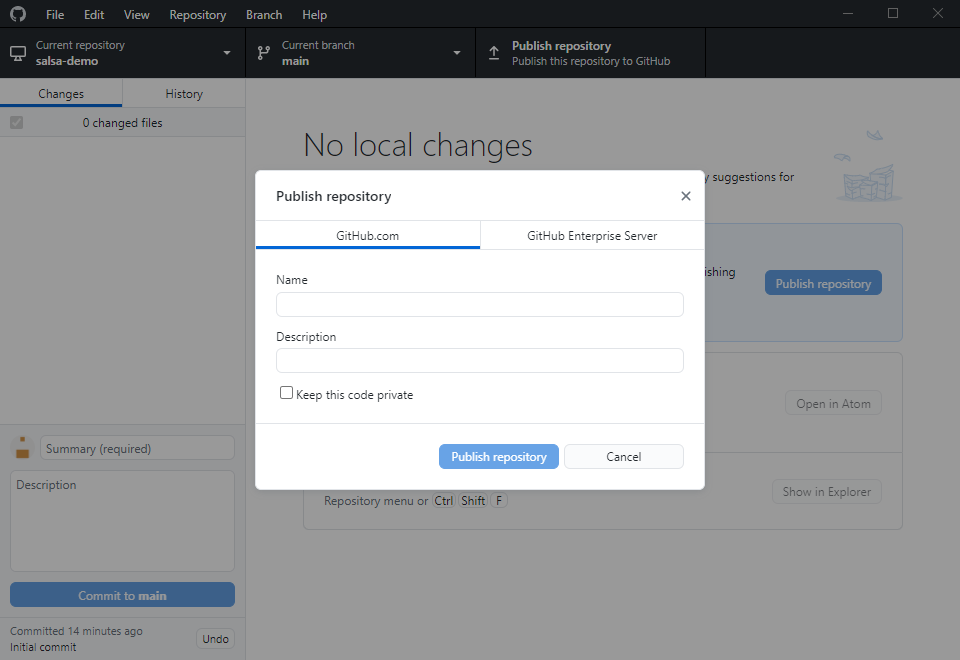 File Edit View Repository Branch Help
Current repository
salsa-demo
Current branch
main
Publish repository
Publish this repository to GitHub
Changes History
0 changed files
No local changes
suggestions for
Publish repository
Publish repository
GitHub.com GitHub Enterprise Server
Name
Description
Keep this code private
Publish repository Cancel
Open in Atom
Show in Explorer
Repository menu or Ctrl Shift F
Summary (required)
Description
Commit to main
Committed 14 minutes ago
Initial commit
Undo